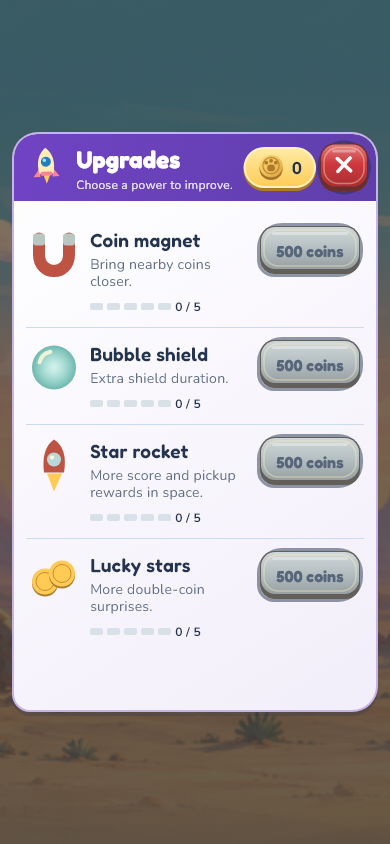 Upgrades
Choose a power to improve.
0
Coin magnet
Bring nearby coins
closer.
0 / 5
500 coins
Bubble shield
Extra shield duration.
0 / 5
500 coins
Star rocket
More score and pickup
rewards in space.
0 / 5
500 coins
Lucky stars
More double-coin
surprises.
0 / 5
500 coins